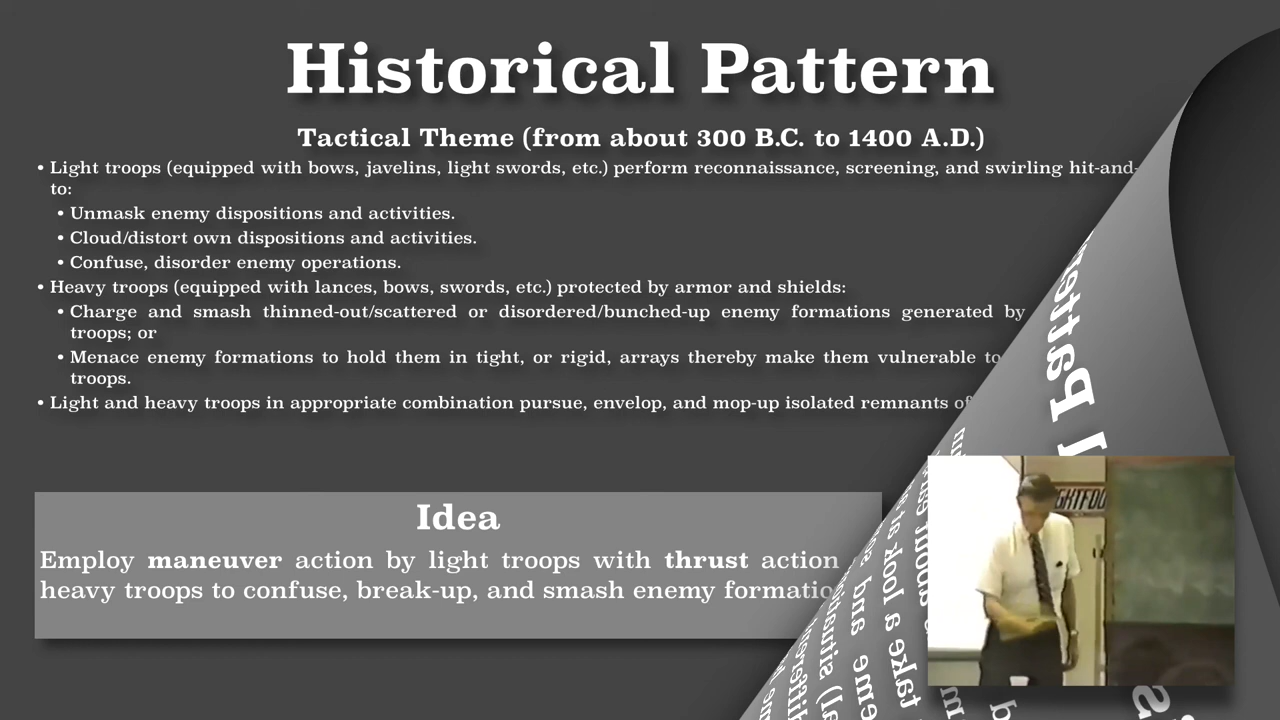 Historical Pattern
Tactical Theme (from about 300 B.C. to 1400 A.D.)
• Light troops (equipped with bows, javelins, light swords, etc.) perform reconnaissance, screening, and swirling hit-and-
to:
• Unmask enemy dispositions and activities.
• Cloud/distort own dispositions and activities.
• Confuse, disorder enemy operations.
• Heavy troops (equipped with lances, bows, swords, etc.) protected by armor and shields:
• Charge and smash thinned-out/scattered or disordered/bunched-up enemy formations generated by
troops; or
• Menace enemy formations to hold them in tight, or rigid, arrays thereby make them vulnerable to
troops.
• Light and heavy troops in appropriate combination pursue, envelop, and mop-up isolated remnants of
Idea
Employ maneuver action by light troops with thrust action
heavy troops to confuse, break-up, and smash enemy
take a look